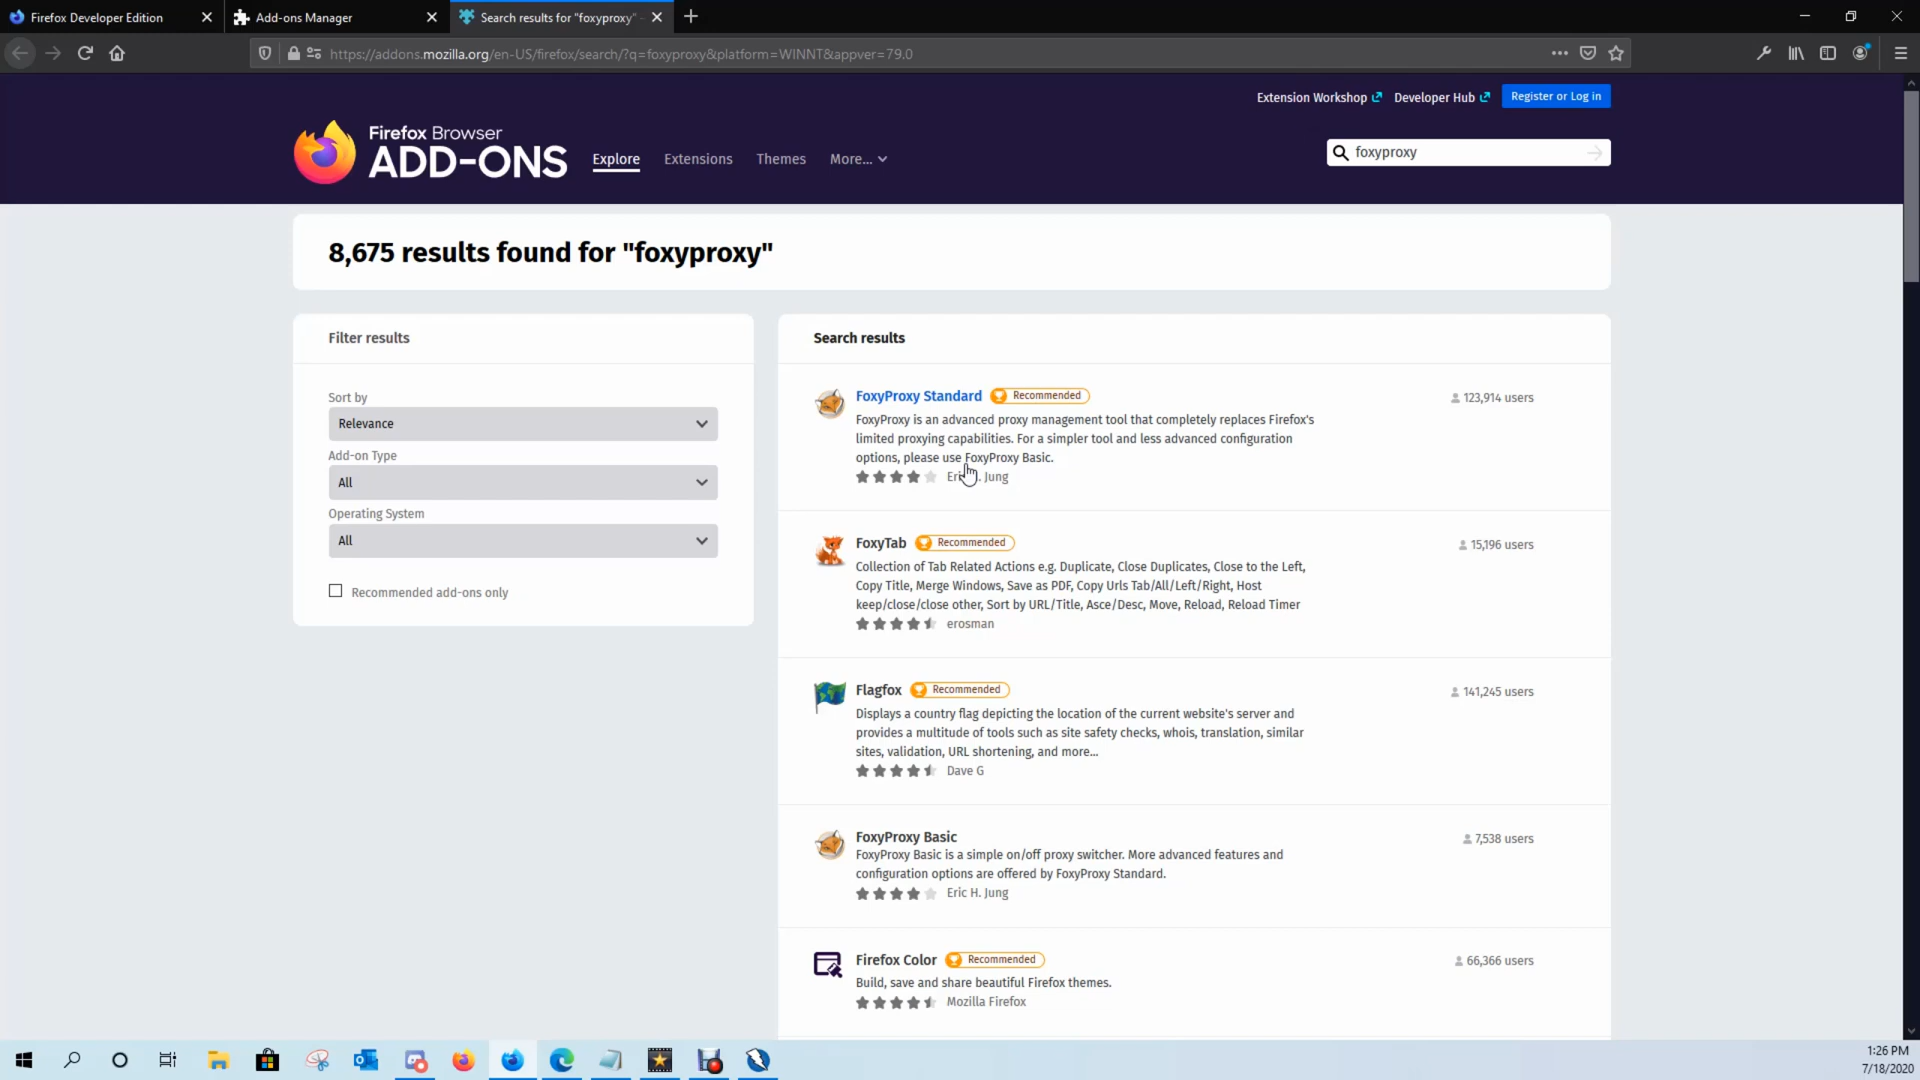 Firefox Developer Edition
Add-ons Manager
Search results for "foxyproxy" -
https://addons.mozilla.org/en-US/firefox/search/?q=foxyproxy&platform=WINNT&appver=79.0
Extension Workshop
Developer Hub
Register or Log in
Firefox Browser
ADD-ONS
Explore
Extensions
Themes
More...
foxyproxy
8,675 results found for "foxyproxy"
Filter results
Sort by
Relevance
Add-on Type
All
Operating System
All
Recommended add-ons only
Search results
FoxyProxy Standard
Recommended
123,914 users
FoxyProxy is an advanced proxy management tool that completely replaces Firefox's
limited proxying capabilities. For a simpler tool and less advanced configuration
options, please use FoxyProxy Basic.
Eric H. Jung
FoxyTab
Recommended
15,196 users
Collection of Tab Related Actions e.g. Duplicate, Close Duplicates, Close to the Left,
Copy Title, Merge Windows, Save as PDF, Copy Urls Tab/All/Left/Right, Host
keep/close/close other, Sort by URL/Title, Asce/Desc, Move, Reload, Reload Timer
erosman
Flagfox
Recommended
141,245 users
Displays a country flag depicting the location of the current website's server and
provides a multitude of tools such as site safety checks, whois, translation, similar
sites, validation, URL shortening, and more...
Dave G
FoxyProxy Basic
7,538 users
FoxyProxy Basic is a simple on/off proxy switcher. More advanced features and
configuration options are offered by FoxyProxy Standard.
Eric H. Jung
Firefox Color
Recommended
66,366 users
Build, save and share beautiful Firefox themes.
Mozilla Firefox
1:26 PM
7/18/2020